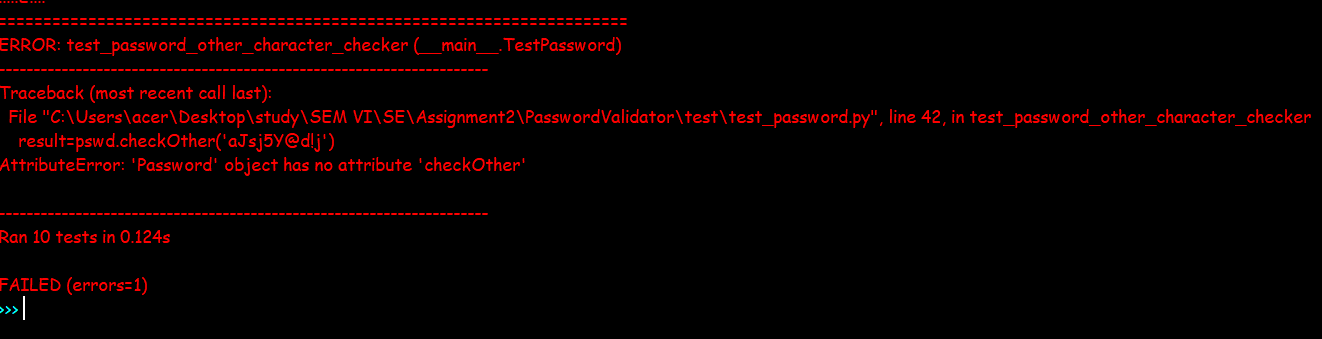 ======================================================================
ERROR: test_password_other_character_checker (__main__.TestPassword)
----------------------------------------------------------------------
Traceback (most recent call last):
  File "C:\Users\acer\Desktop\study\SEM VI\SE\Assignment2\PasswordValidator\test\test_password.py", line 42, in test_password_other_character_checker
    result=pswd.checkOther('aJsj5Y@d!j')
AttributeError: 'Password' object has no attribute 'checkOther'
----------------------------------------------------------------------
Ran 10 tests in 0.124s
FAILED (errors=1)
>>>